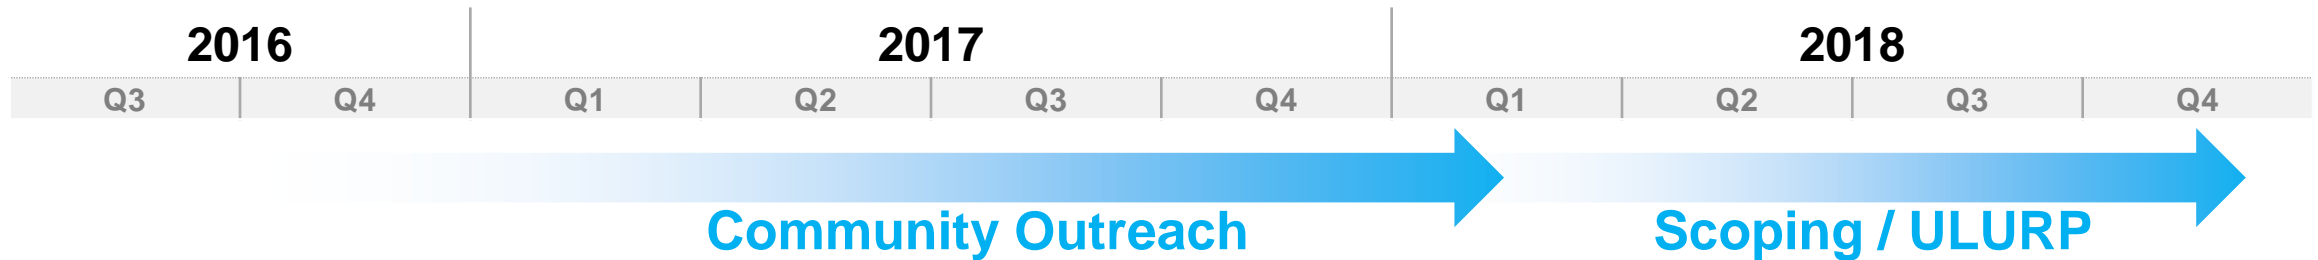 2016 2017 2018
Q3 Q4 Q1 Q2 Q3 Q4 Q1 Q2 Q3 Q4
Community Outreach Scoping / ULURP